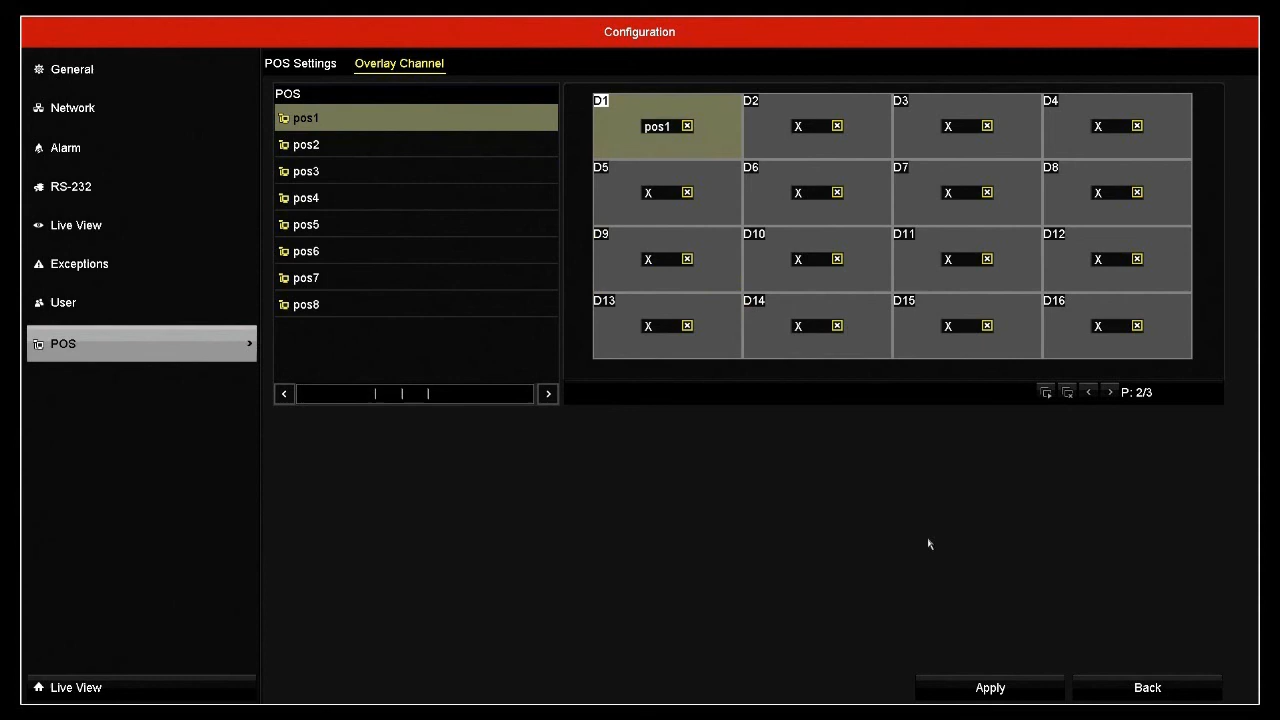 Configuration
General
Network
Alarm
RS-232
Live View
Exceptions
User
POS
Live View
POS Settings Overlay Channel
POS
pos1
pos2
pos3
pos4
pos5
pos6
pos7
pos8
D1 D2 D3 D4
pos1 X X X
D5 D6 D7 D8
X X X X
D9 D10 D11 D12
X X X X
D13 D14 D15 D16
X X X X
P: 2/3
Apply Back